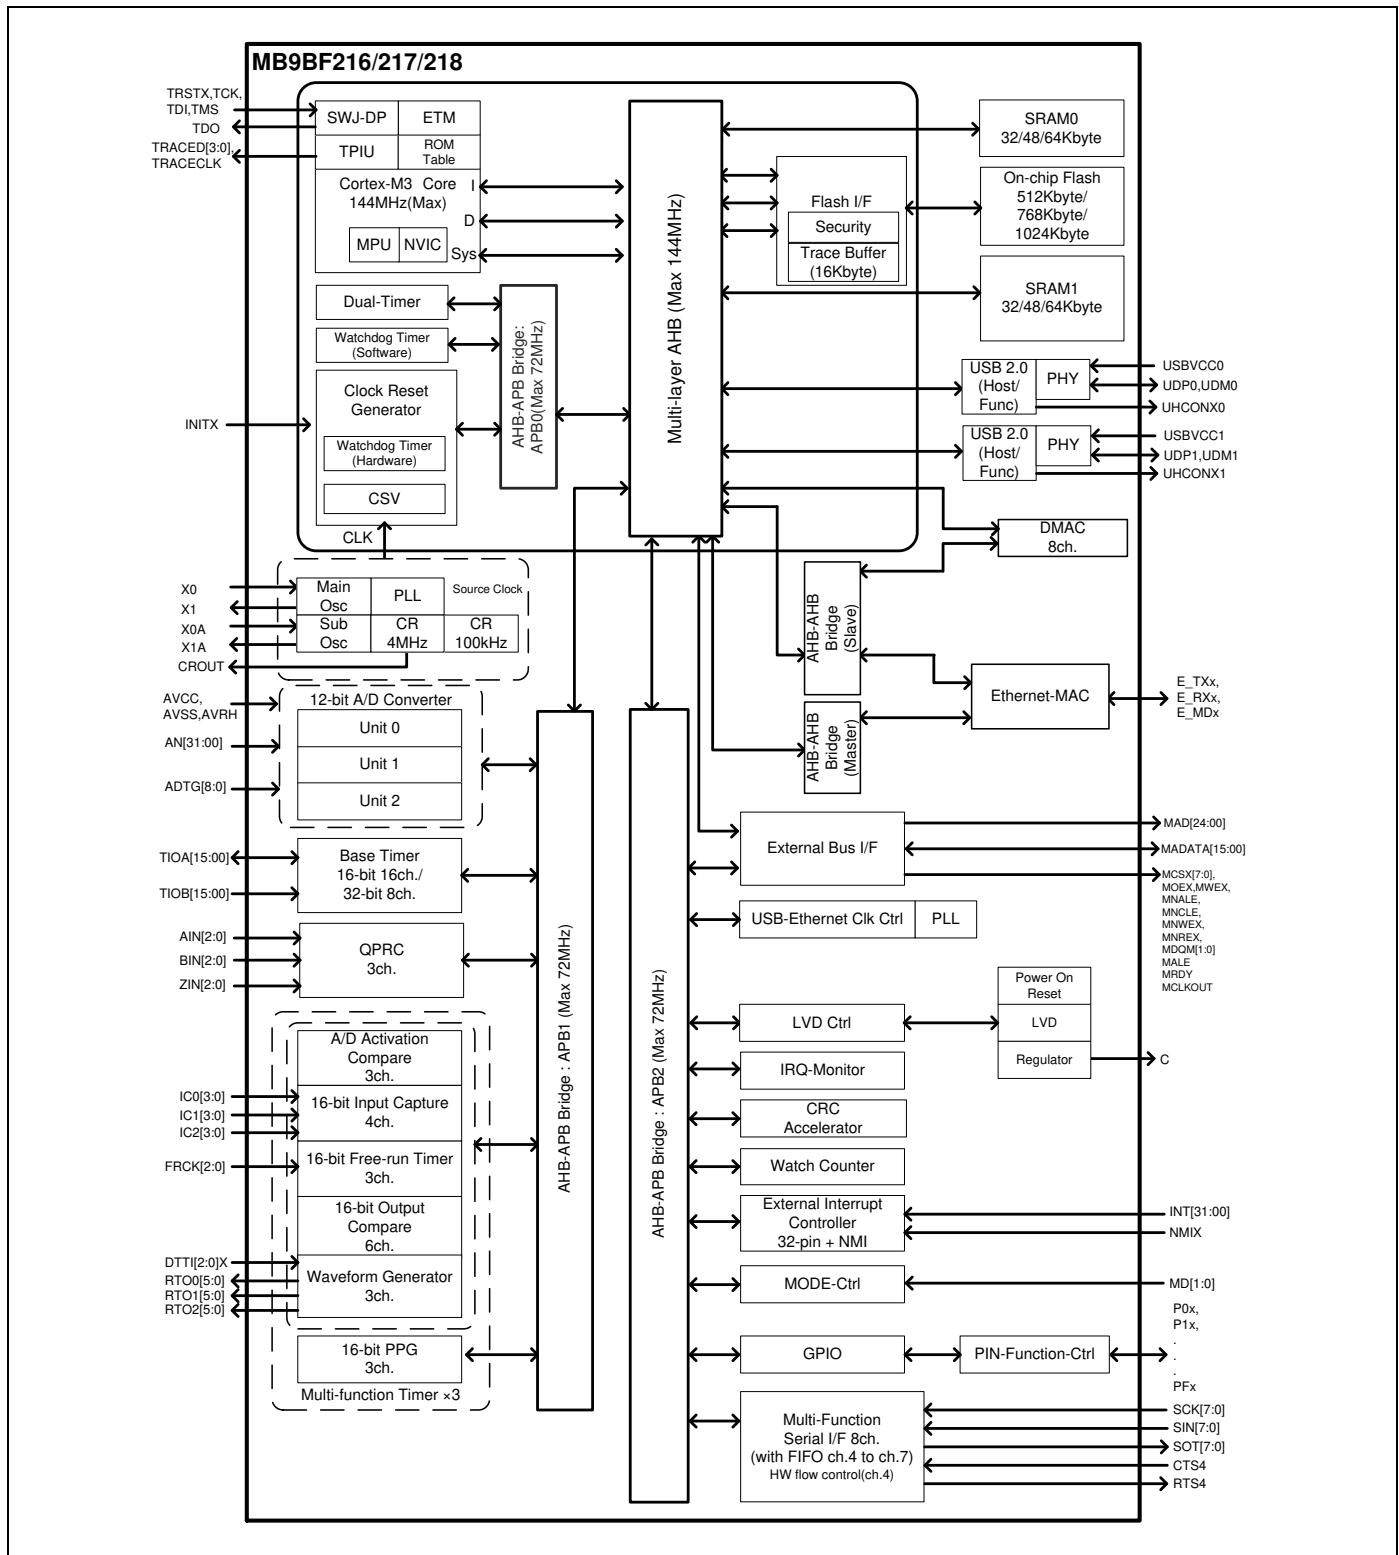 MB9BF216/217/218
TRSTX,TCK,
TDI,TMS
TDO
TRACED[3:0],
TRACECLK
SWJ-DP
ETM
TPIU
ROM
Table
Cortex-M3 Core
144MHz(Max)
I
D
Sys
MPU
NVIC
Dual-Timer
Watchdog Timer
(Software)
Clock Reset
Generator
Watchdog Timer
(Hardware)
CSV
CLK
INITX
AHB-APB Bridge:
APB0(Max 72MHz)
Multi-layer AHB (Max 144MHz)
Flash I/F
Security
Trace Buffer
(16Kbyte)
SRAM0
32/48/64Kbyte
On-chip Flash
512Kbyte/
768Kbyte/
1024Kbyte
SRAM1
32/48/64Kbyte
USB 2.0
(Host/
Func)
PHY
USBVCC0
UDP0,UDM0
UHCONX0
USB 2.0
(Host/
Func)
PHY
USBVCC1
UDP1,UDM1
UHCONX1
DMAC
8ch.
AHB-AHB
Bridge
(Slave)
AHB-AHB
Bridge
(Master)
Ethernet-MAC
E_TXx,
E_RXx,
E_MDx
X0
X1
X0A
X1A
CROUT
Main
Osc
PLL
Source Clock
Sub
Osc
CR
4MHz
CR
100kHz
AVCC,
AVSS,AVRH
AN[31:00]
ADTG[8:0]
12-bit A/D Converter
Unit 0
Unit 1
Unit 2
TIOA[15:00]
TIOB[15:00]
Base Timer
16-bit 16ch./
32-bit 8ch.
AIN[2:0]
BIN[2:0]
ZIN[2:0]
QPRC
3ch.
A/D Activation
Compare
3ch.
IC0[3:0]
IC1[3:0]
IC2[3:0]
16-bit Input Capture
4ch.
FRCK[2:0]
16-bit Free-run Timer
3ch.
16-bit Output
Compare
6ch.
DTTI[2:0]X
RTO0[5:0]
RTO1[5:0]
RTO2[5:0]
Waveform Generator
3ch.
16-bit PPG
3ch.
Multi-function Timer ×3
AHB-APB Bridge : APB1 (Max 72MHz)
AHB-APB Bridge : APB2 (Max 72MHz)
External Bus I/F
MAD[24:00]
MADATA[15:00]
MCSX[7:0],
MOEX,MWEX,
MNALE,
MNCLE,
MNWEX,
MNREX,
MDQM[1:0]
MALE
MRDY
MCLKOUT
USB-Ethernet Clk Ctrl
PLL
Power On
Reset
LVD Ctrl
LVD
Regulator
C
IRQ-Monitor
CRC
Accelerator
Watch Counter
External Interrupt
Controller
32-pin + NMI
INT[31:00]
NMIX
MODE-Ctrl
MD[1:0]
GPIO
PIN-Function-Ctrl
P0x,
P1x,
.
.
.
PFx
Multi-Function
Serial I/F 8ch.
(with FIFO ch.4 to ch.7)
HW flow control(ch.4)
SCK[7:0]
SIN[7:0]
SOT[7:0]
CTS4
RTS4